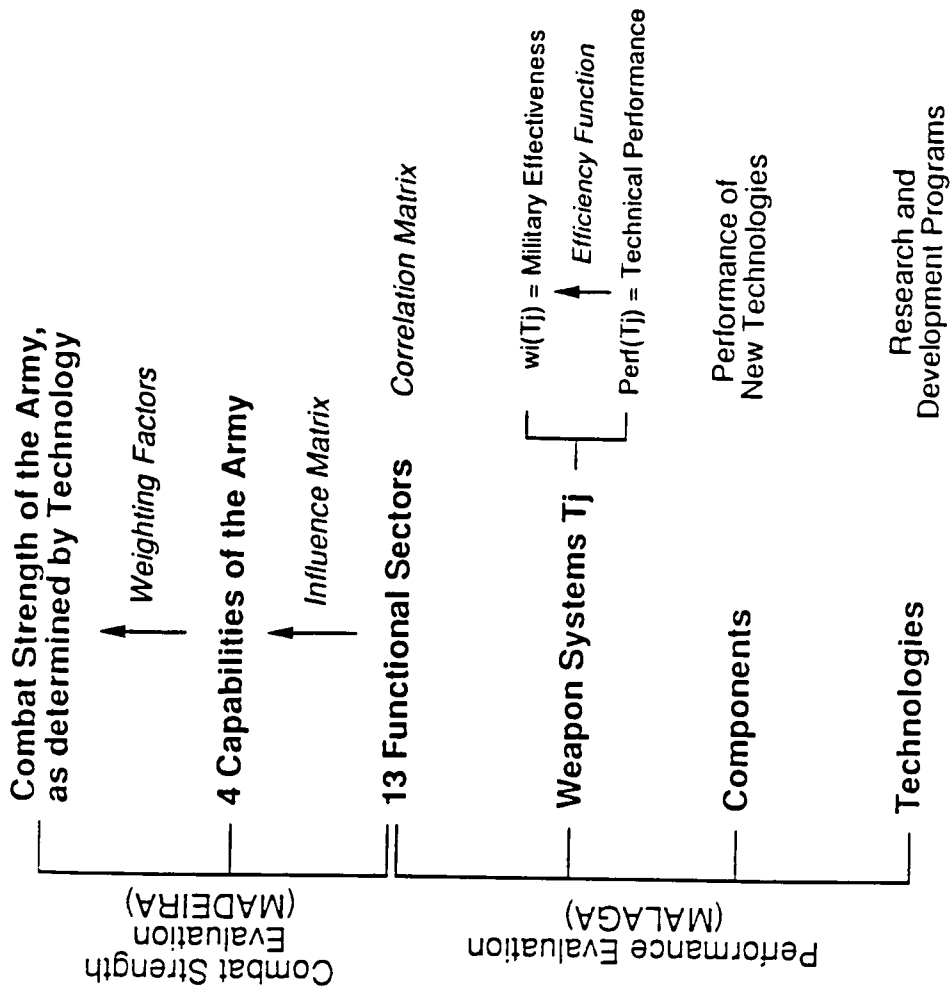 Combat Strength of the Army,
as determined by Technology
Weighting Factors
4 Capabilities of the Army
Influence Matrix
13 Functional Sectors
Correlation Matrix
Weapon Systems Tj
wi(Tj) = Military Effectiveness
Efficiency Function
Perf(Tj) = Technical Performance
Components
Performance of
New Technologies
Technologies
Research and
Development Programs
Combat Strength
Evaluation
(MADEIRA)
Performance Evaluation
(MALAGA)